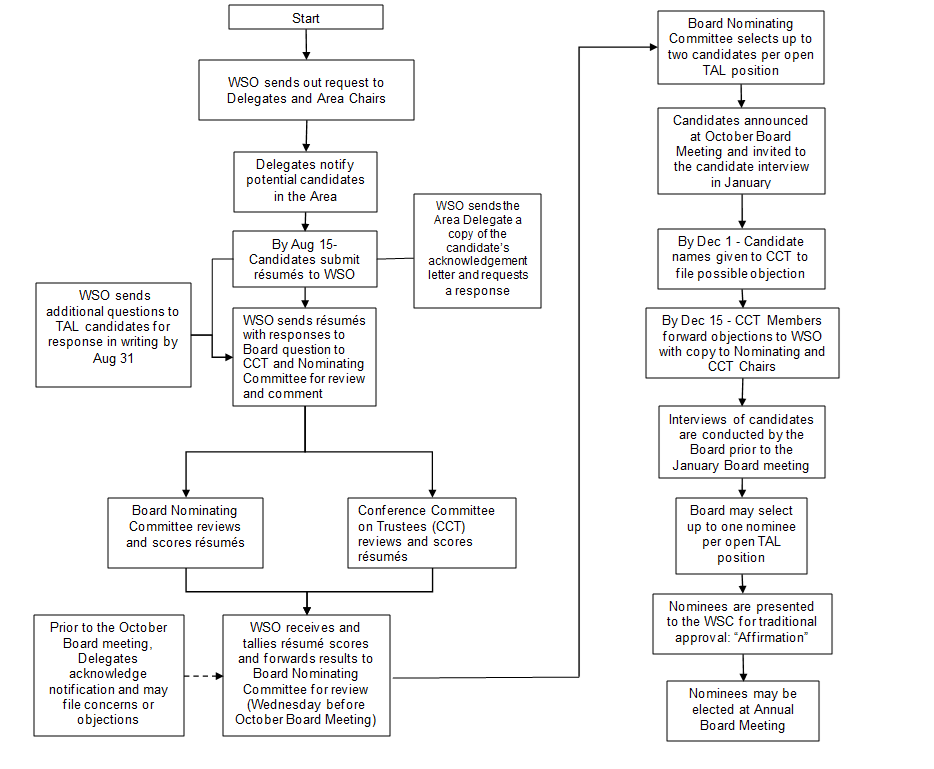 Start
WSO sends out request to
Delegates and Area Chairs
Delegates notify
potential candidates
in the Area
WSO sends the
Area Delegate a
copy of the
candidate's
acknowledgement
letter and requests
a response
By Aug 15-
Candidates submit
résumés to WSO
WSO sends
additional questions to
TAL candidates for
response in writing by
Aug 31
WSO sends résumés
with responses to
Board question to
CCT and Nominating
Committee for review
and comment
Board Nominating
Committee reviews
and scores résumés
Conference Committee
on Trustees (CCT)
reviews and scores
résumés
Prior to the October
Board meeting,
Delegates
acknowledge
notification and may
file concerns or
objections
WSO receives and
tallies résumé scores
and forwards results to
Board Nominating
Committee for review
(Wednesday before
October Board Meeting)
Board Nominating
Committee selects up to
two candidates per open
TAL position
Candidates announced
at October Board
Meeting and invited to
the candidate interview
in January
By Dec 1 - Candidate
names given to CCT to
file possible objection
By Dec 15 - CCT Members
forward objections to WSO
with copy to Nominating and
CCT Chairs
Interviews of candidates
are conducted by the
Board prior to the
January Board meeting
Board may select
up to one nominee
per open TAL
position
Nominees are presented
to the WSC for traditional
approval: “Affirmation”
Nominees may be
elected at Annual
Board Meeting